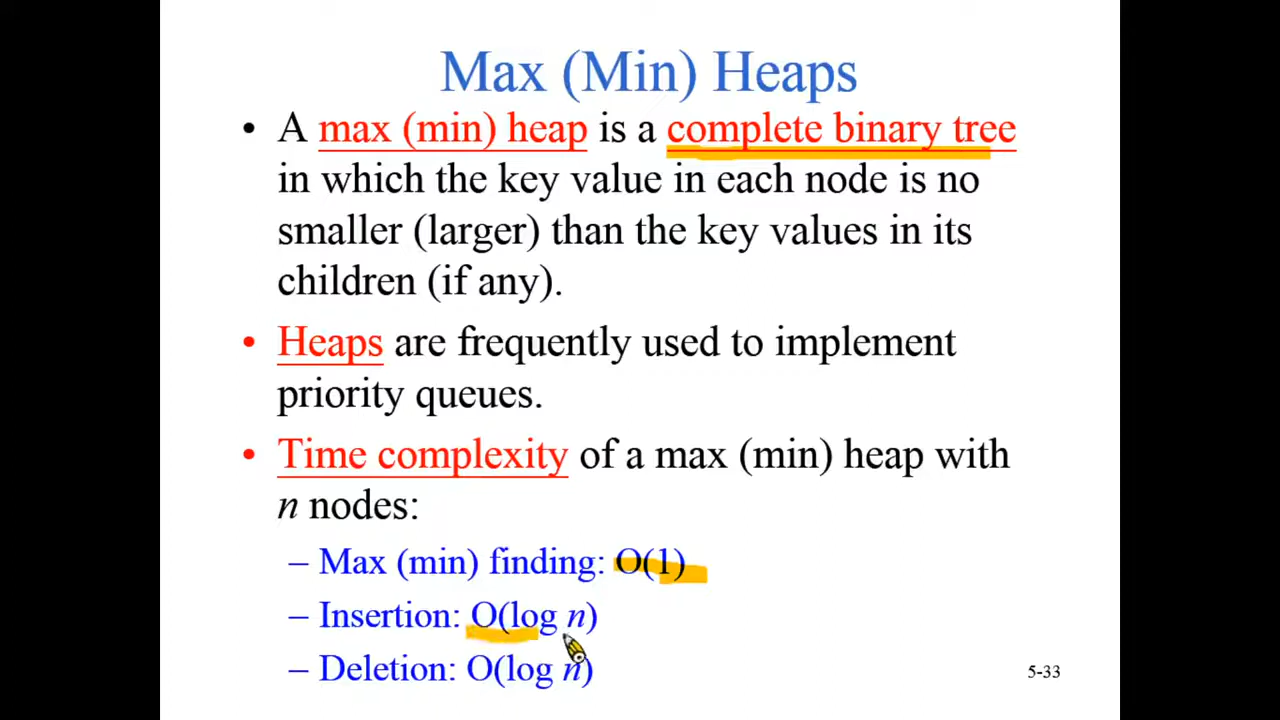 Max (Min) Heaps
• A max (min) heap is a complete binary tree
in which the key value in each node is no
smaller (larger) than the key values in its
children (if any).
• Heaps are frequently used to implement
priority queues.
• Time complexity of a max (min) heap with
n nodes:
– Max (min) finding: O(1)
– Insertion: O(log n)
– Deletion: O(log n)
5-33